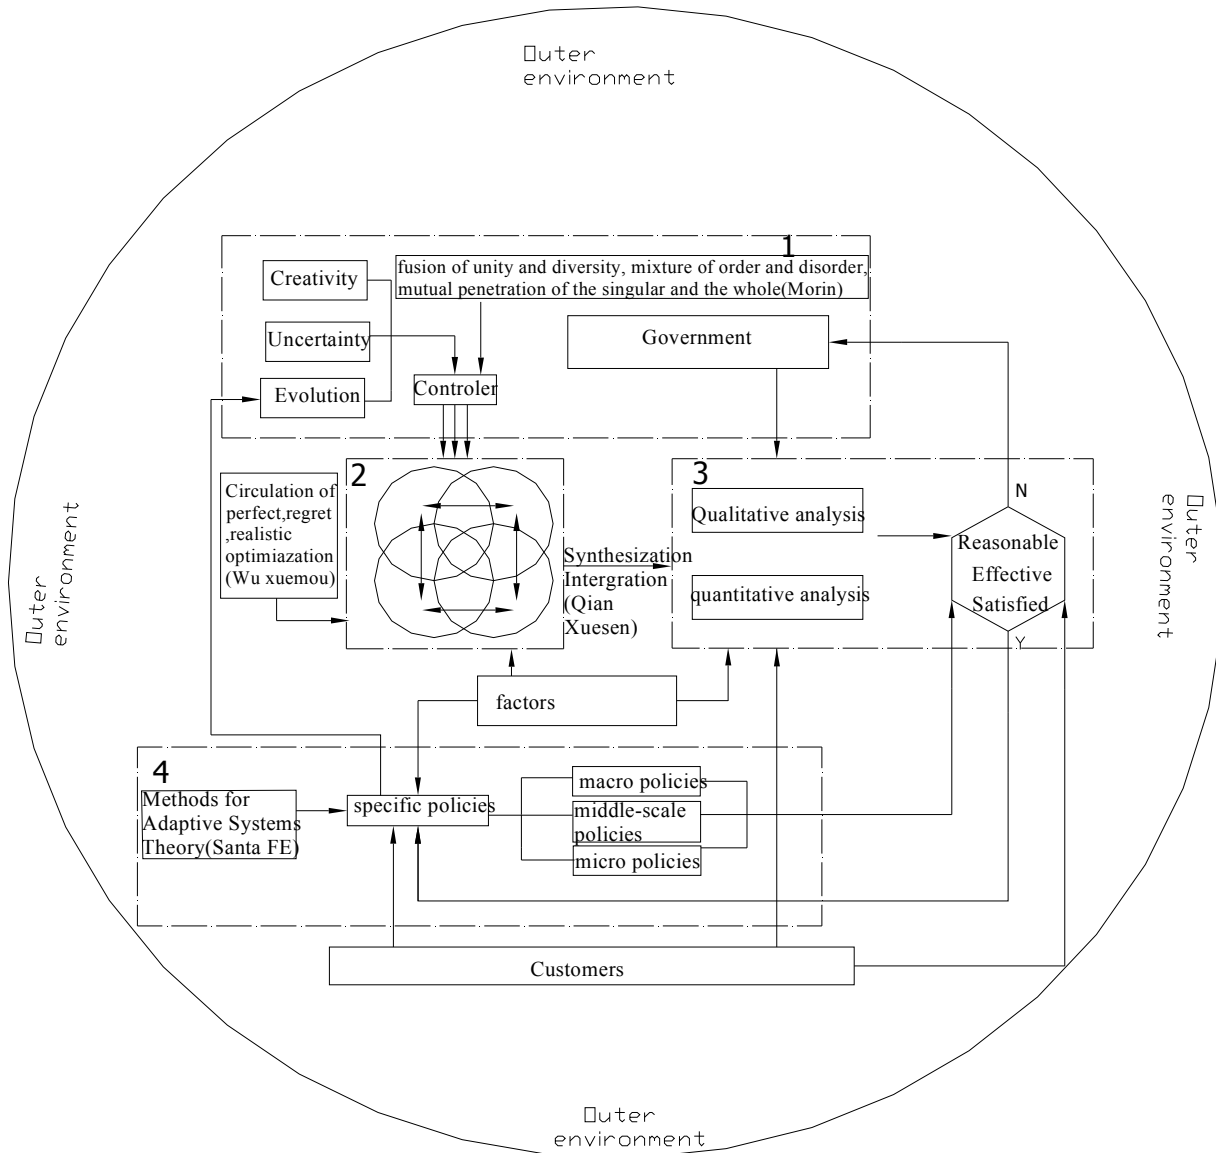 Outer
environment
1
Creativity
fusion of unity and diversity, mixture of order and disorder,
mutual penetration of the singular and the whole(Morin)
Uncertainty
Government
Evolution
Controler
2
3
N
Circulation of
perfect,regret
,realistic
optimiazation
(Wu xuemou)
Synthesization
Intergration
(Qian
Xuesen)
Qualitative analysis
quantitative analysis
Reasonable
Effective
Satisfied
Y
Outer
environment
Outer
environment
factors
4
Methods for
Adaptive Systems
Theory(Santa FE)
specific policies
macro policies
middle-scale
policies
micro policies
Customers
Outer
environment